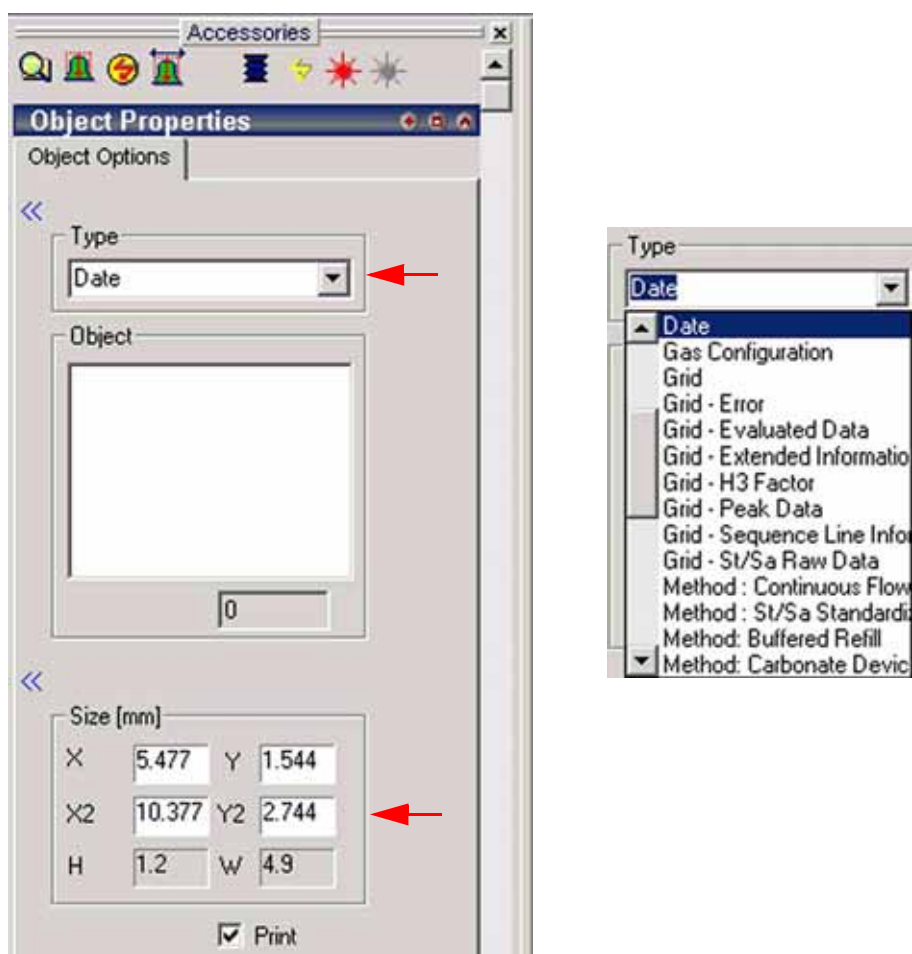 Accessories
Object Properties
Object Options
Type
Date
Object
0
Size [mm]
X 5.477 Y 1.544
X2 10.377 Y2 2.744
H 1.2 W 4.9
Print
Type
Date
Date
Gas Configuration
Grid
Grid - Error
Grid - Evaluated Data
Grid - Extended Informatio
Grid - H3 Factor
Grid - Peak Data
Grid - Sequence Line Infor
Grid - St/Sa Raw Data
Method : Continuous Flow
Method : St/Sa Standardiz
Method: Buffered Refill
Method: Carbonate Devic